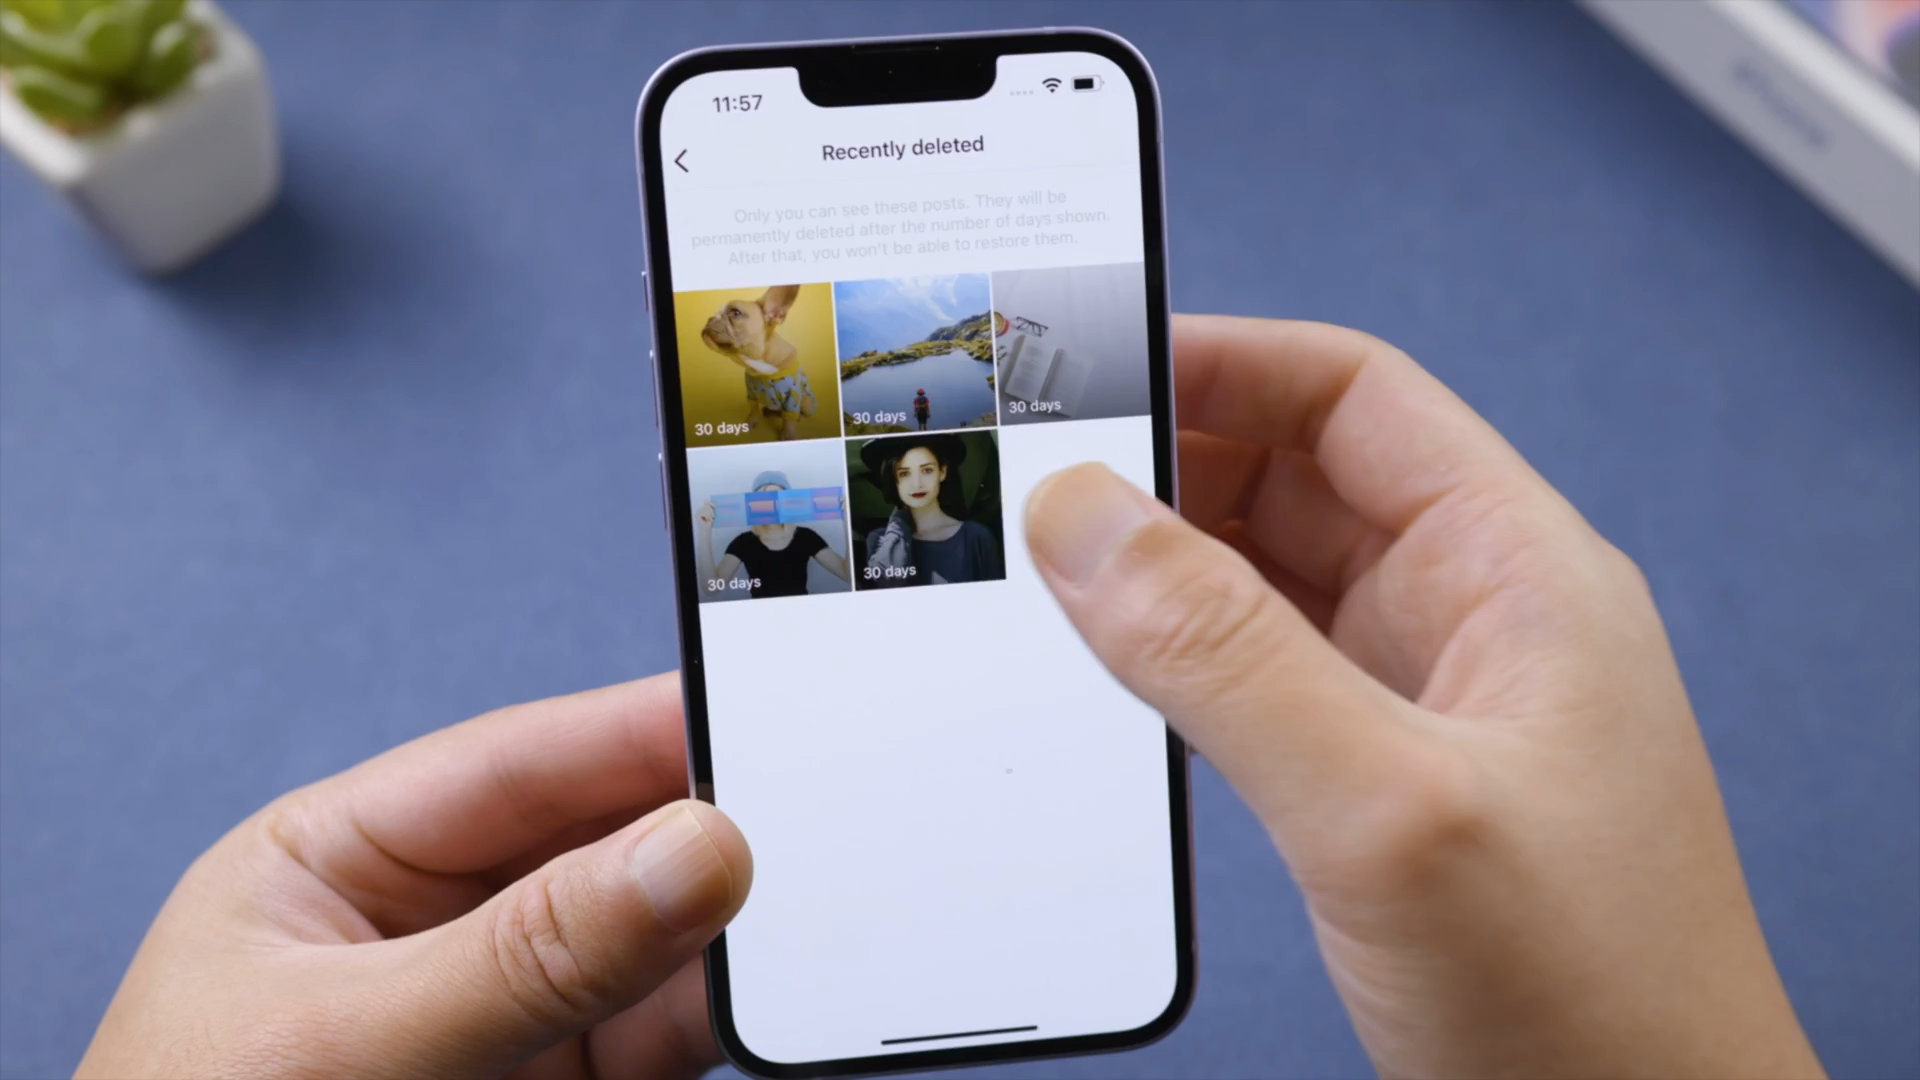 11:57
Recently deleted
Only you can see these posts. They will be
permanently deleted after the number of days shown.
After that, you won't be able to restore them.
30 days
30 days
30 days
30 days
30 days